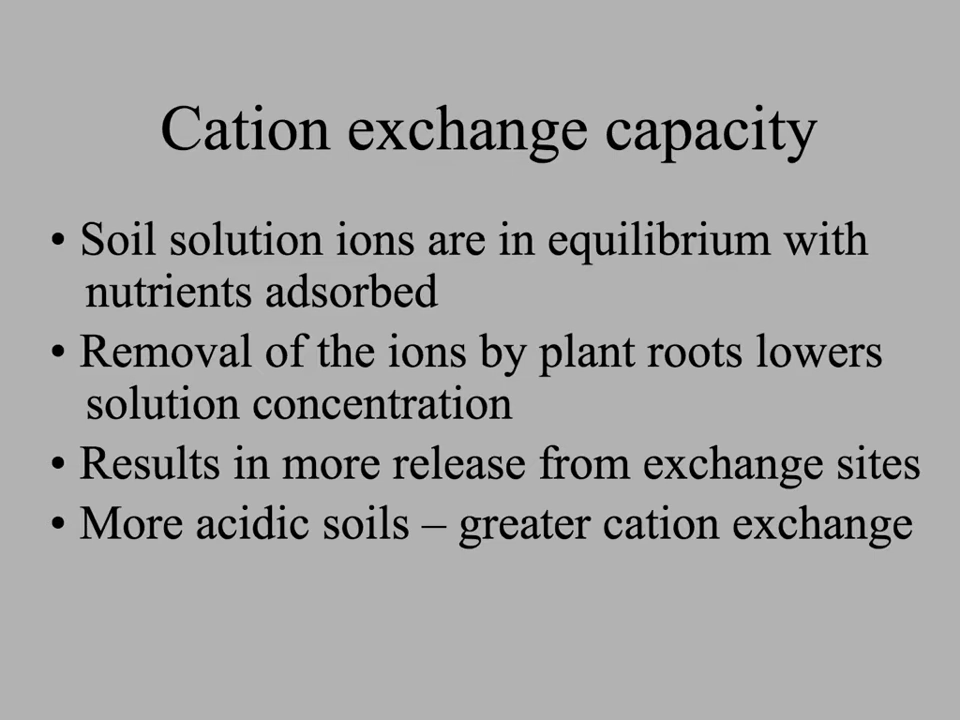 Cation exchange capacity
• Soil solution ions are in equilibrium with
nutrients adsorbed
• Removal of the ions by plant roots lowers
solution concentration
• Results in more release from exchange sites
• More acidic soils – greater cation exchange